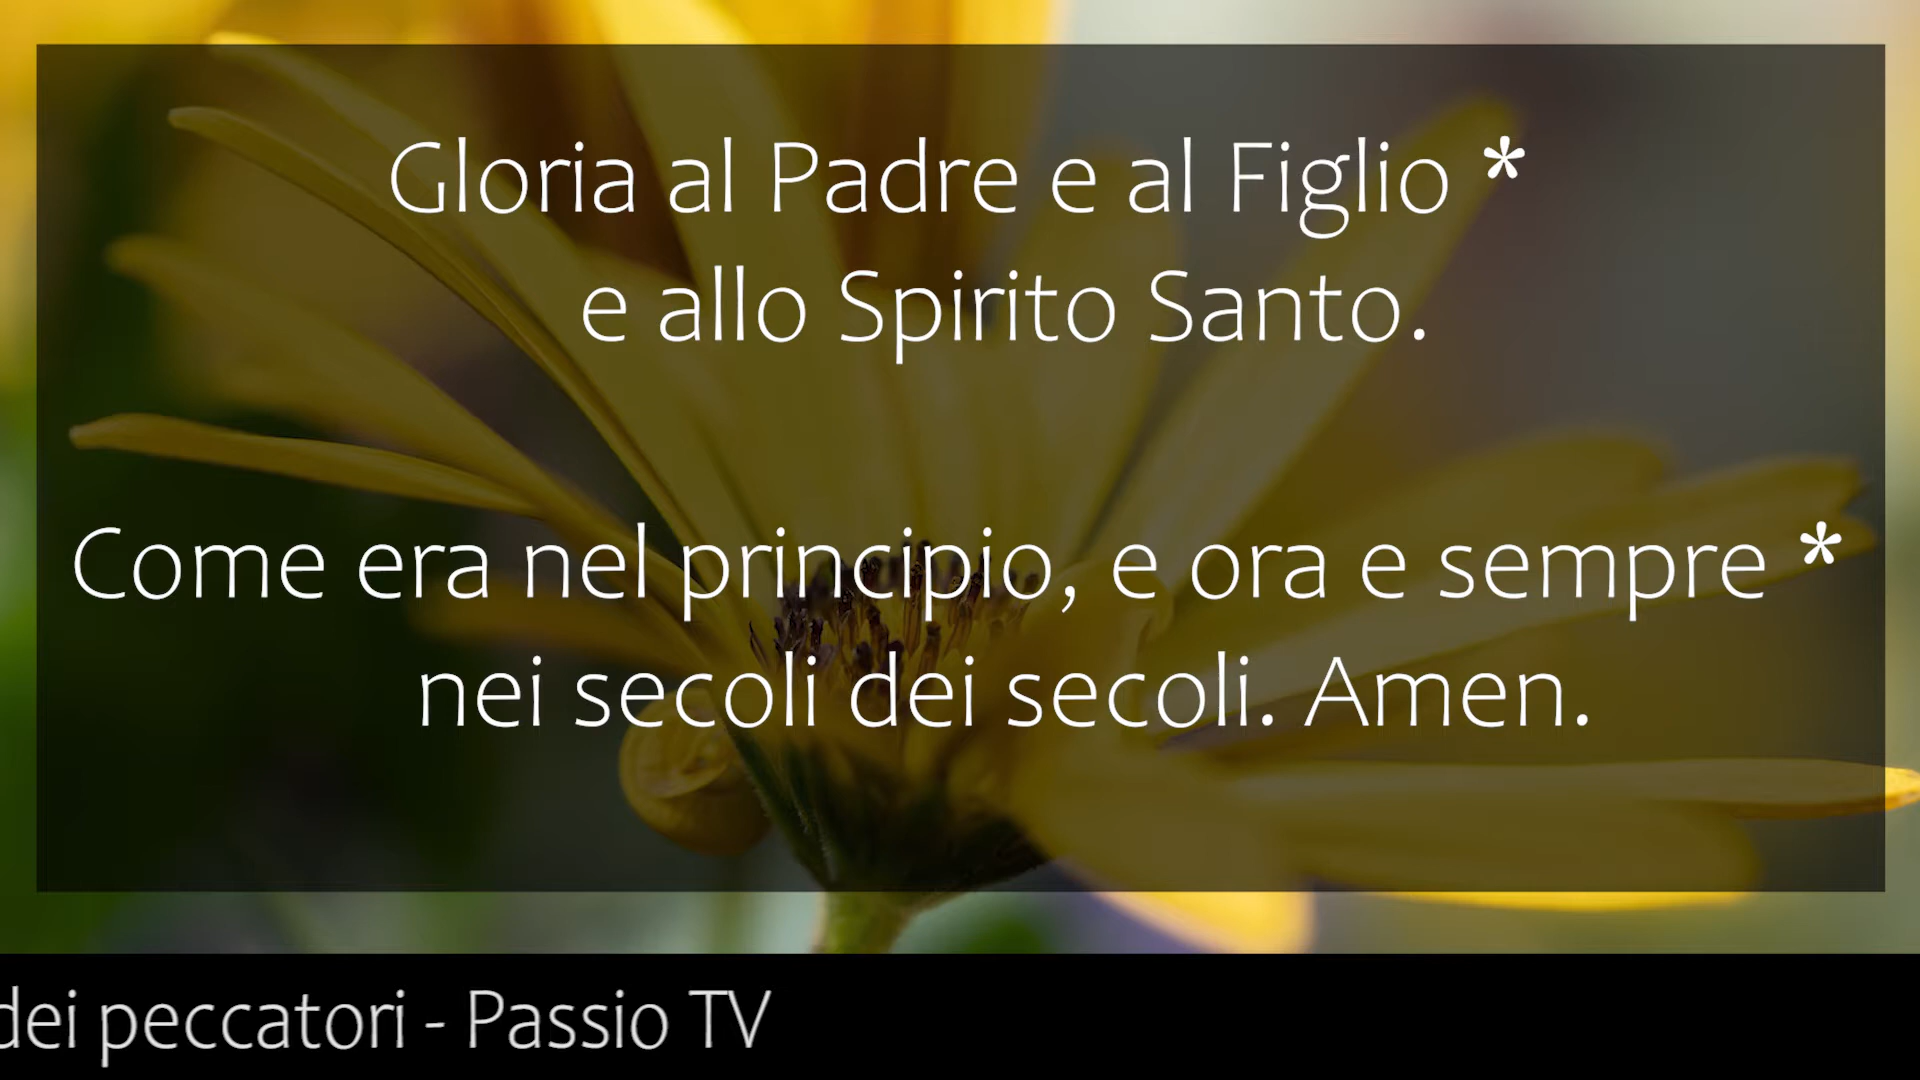 Gloria al Padre e al Figlio *
e allo Spirito Santo.
Come era nel principio, e ora e sempre *
nei secoli dei secoli. Amen.
dei peccatori - Passio TV